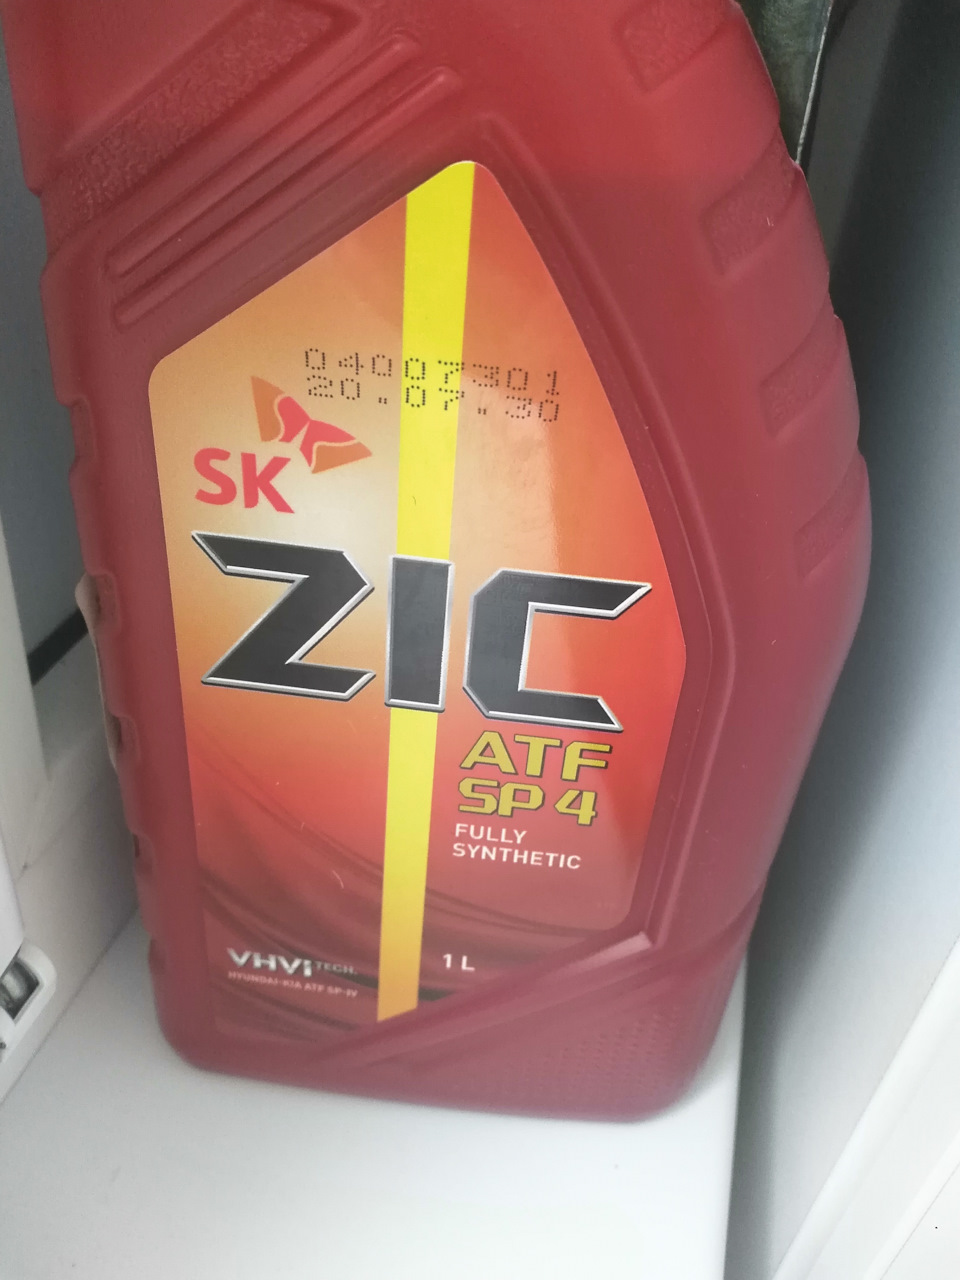 04007301
20.07.30
SK
ZIC
ATF
SP 4
FULLY
SYNTHETIC
VHVI TECH.
1 L
HYUNDAI-KIA ATF SP-IV